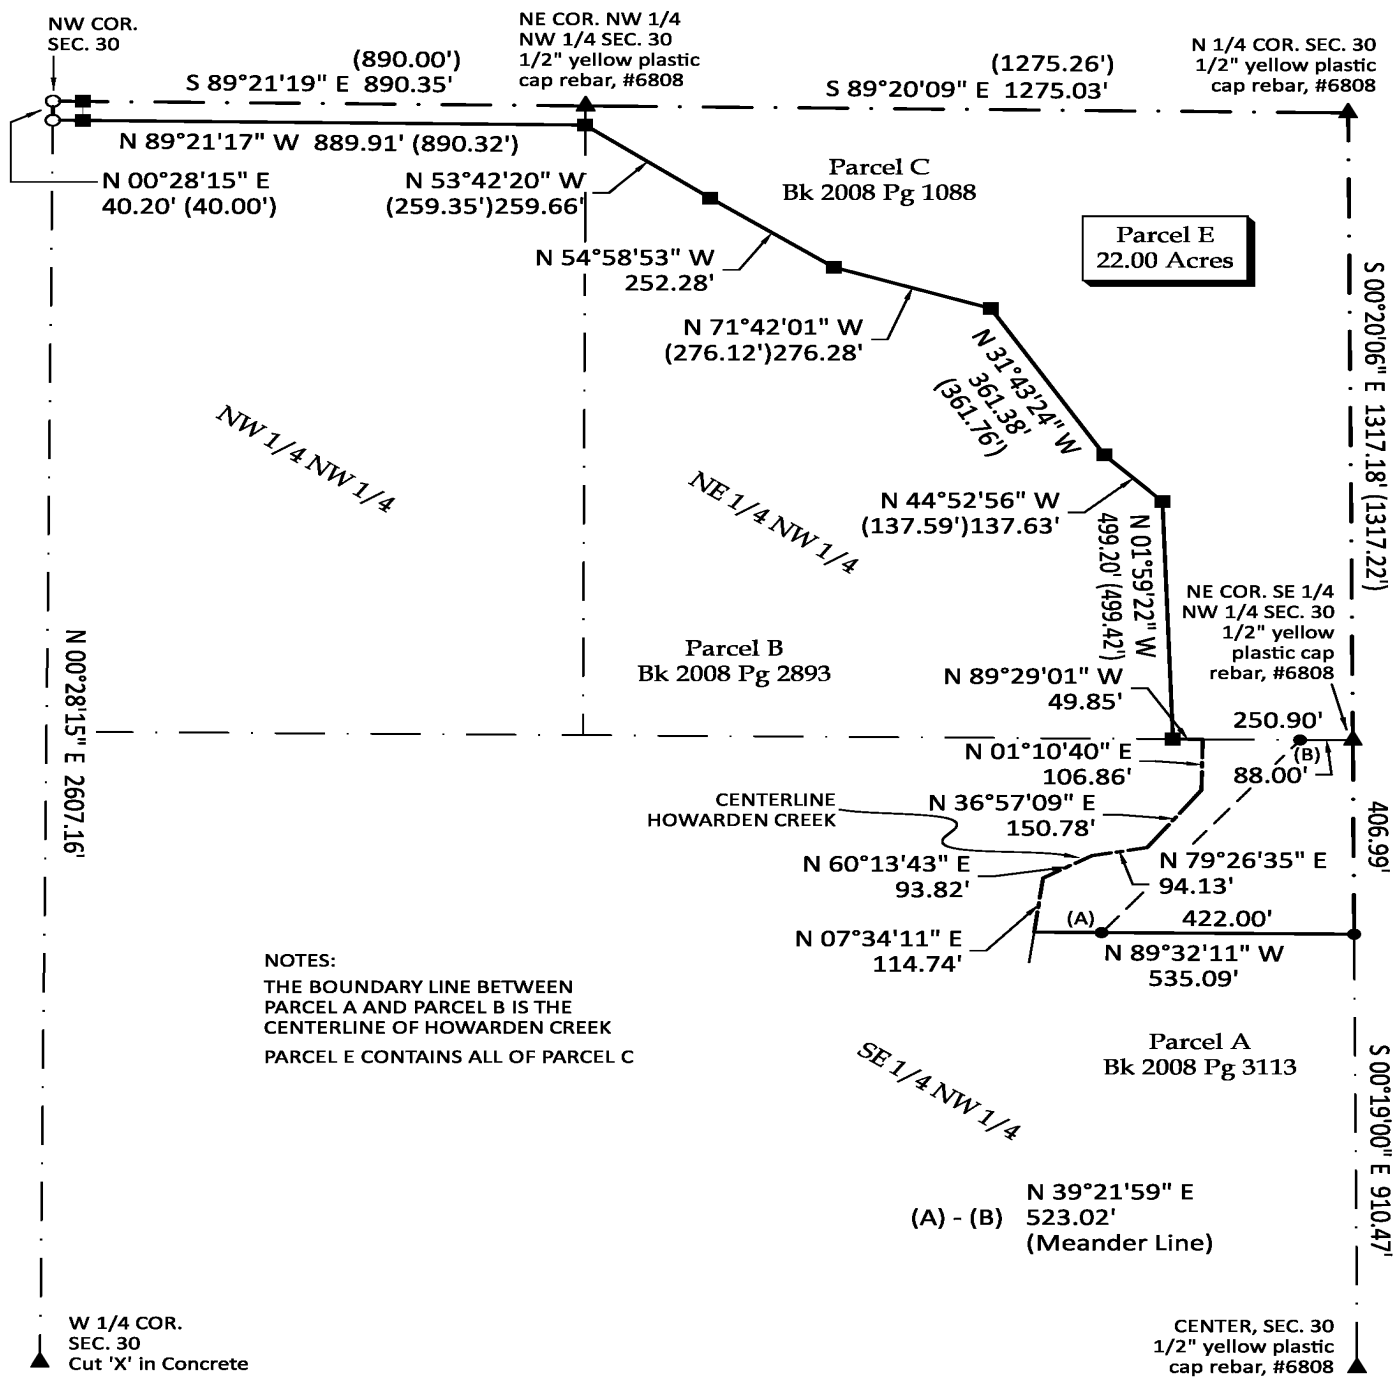 NW COR.
SEC. 30
NE COR. NW 1/4
NW 1/4 SEC. 30
1/2" yellow plastic
cap rebar, #6808
N 1/4 COR. SEC. 30
1/2" yellow plastic
cap rebar, #6808
(890.00')
S 89°21'19" E 890.35'
(1275.26')
S 89°20'09" E 1275.03'
N 89°21'17" W 889.91' (890.32')
N 00°28'15" E
40.20' (40.00')
N 53°42'20" W
(259.35')259.66'
Parcel C
Bk 2008 Pg 1088
Parcel E
22.00 Acres
N 54°58'53" W
252.28'
N 71°42'01" W
(276.12')276.28'
N 31°43'24" W
361.38'
(361.76')
S 00°20'06" E 1317.18' (1317.22')
NW 1/4 NW 1/4
NE 1/4 NW 1/4
N 44°52'56" W
(137.59')137.63'
N 01°59'22" W
499.20' (499.42')
NE COR. SE 1/4
NW 1/4 SEC. 30
1/2" yellow
plastic cap
rebar, #6808
Parcel B
Bk 2008 Pg 2893
N 00°28'15" E 2607.16'
N 89°29'01" W
49.85'
250.90'
(B)
88.00'
N 01°10'40" E
106.86'
CENTERLINE
HOWARDEN CREEK
N 36°57'09" E
150.78'
406.99'
N 60°13'43" E
93.82'
N 79°26'35" E
94.13'
(A)
422.00'
N 07°34'11" E
114.74'
N 89°32'11" W
535.09'
NOTES:
THE BOUNDARY LINE BETWEEN
PARCEL A AND PARCEL B IS THE
CENTERLINE OF HOWARDEN CREEK
PARCEL E CONTAINS ALL OF PARCEL C
Parcel A
Bk 2008 Pg 3113
SE 1/4 NW 1/4
S 00°19'00" E 910.47'
N 39°21'59" E
(A) - (B) 523.02'
(Meander Line)
W 1/4 COR.
SEC. 30
Cut 'X' in Concrete
CENTER, SEC. 30
1/2" yellow plastic
cap rebar, #6808